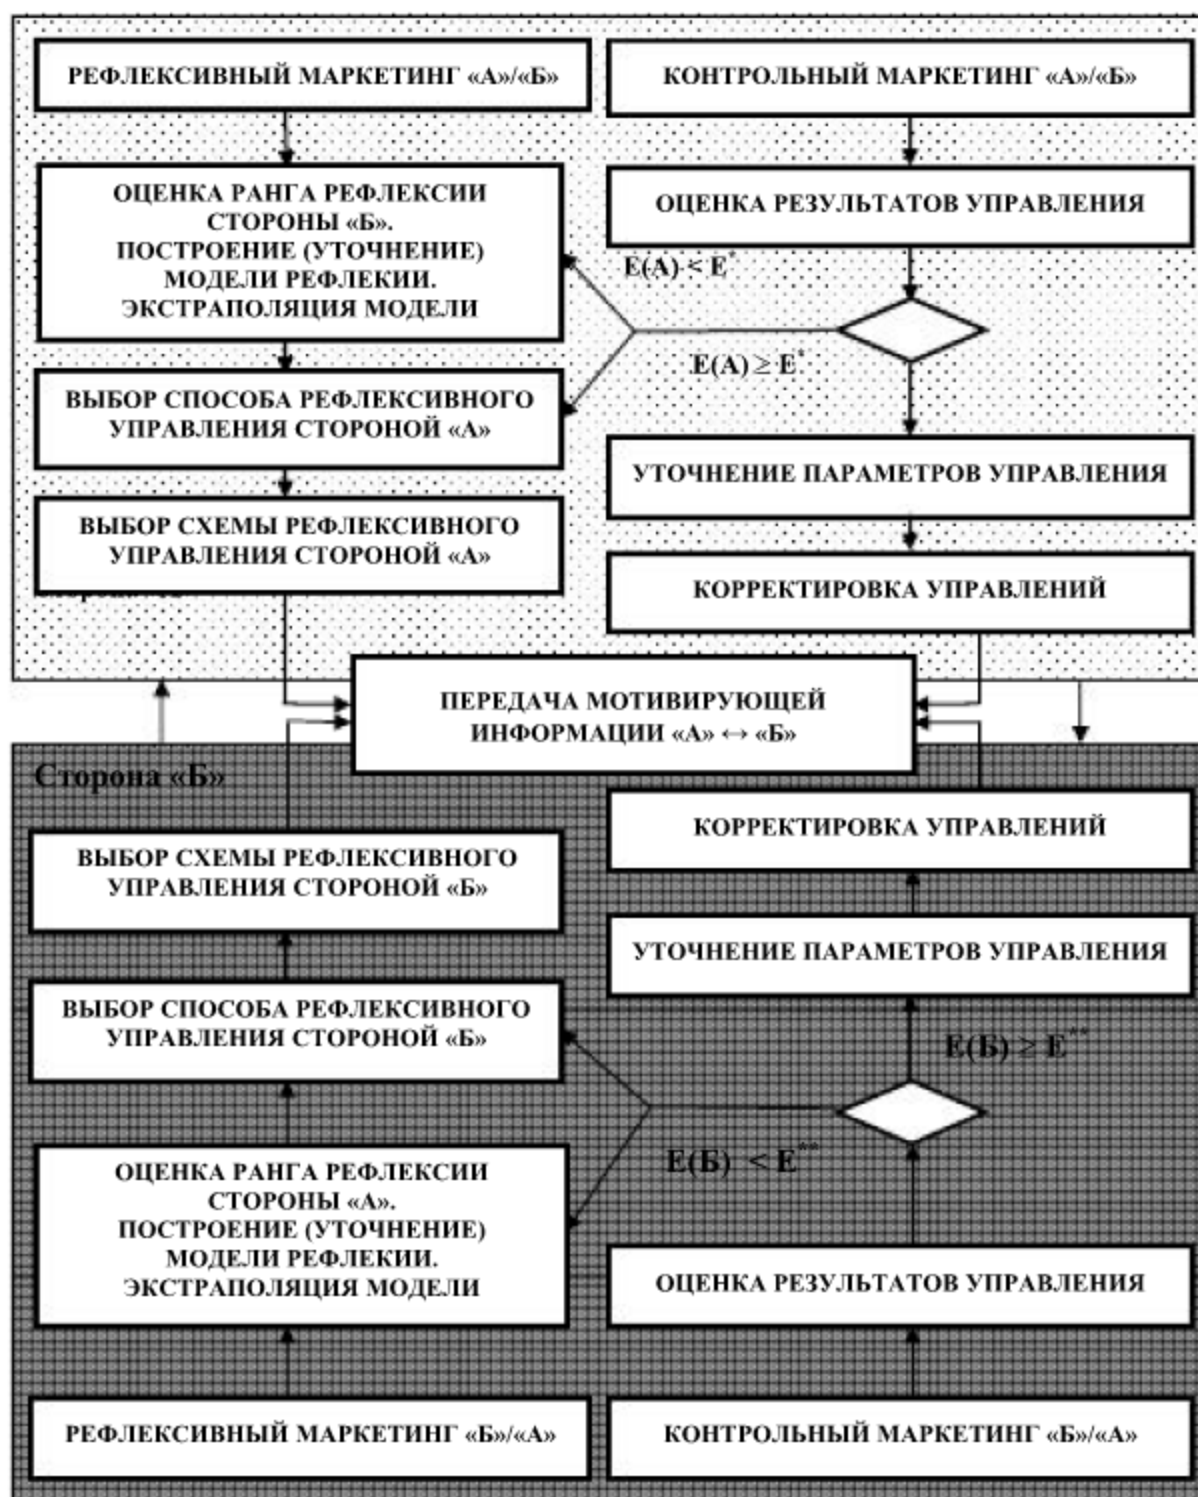 РЕФЛЕКСИВНЫЙ МАРКЕТИНГ «А»/«Б»
КОНТРОЛЬНЫЙ МАРКЕТИНГ «А»/«Б»
ОЦЕНКА РАНГА РЕФЛЕКСИИ
СТОРОНЫ «Б».
ПОСТРОЕНИЕ (УТОЧНЕНИЕ)
МОДЕЛИ РЕФЛЕКИИ.
ЭКСТРАПОЛЯЦИЯ МОДЕЛИ
ОЦЕНКА РЕЗУЛЬТАТОВ УПРАВЛЕНИЯ
Е(А) < Е*
Е(А) ≥ Е*
ВЫБОР СПОСОБА РЕФЛЕКСИВНОГО
УПРАВЛЕНИЯ СТОРОНОЙ «А»
УТОЧНЕНИЕ ПАРАМЕТРОВ УПРАВЛЕНИЯ
ВЫБОР СХЕМЫ РЕФЛЕКСИВНОГО
УПРАВЛЕНИЯ СТОРОНОЙ «А»
КОРРЕКТИРОВКА УПРАВЛЕНИЙ
ПЕРЕДАЧА МОТИВИРУЮЩЕЙ
ИНФОРМАЦИИ «А» ↔ «Б»
Сторона «Б»
КОРРЕКТИРОВКА УПРАВЛЕНИЙ
ВЫБОР СХЕМЫ РЕФЛЕКСИВНОГО
УПРАВЛЕНИЯ СТОРОНОЙ «Б»
УТОЧНЕНИЕ ПАРАМЕТРОВ УПРАВЛЕНИЯ
ВЫБОР СПОСОБА РЕФЛЕКСИВНОГО
УПРАВЛЕНИЯ СТОРОНОЙ «Б»
Е(Б) ≥ Е**
Е(Б) < Е**
ОЦЕНКА РАНГА РЕФЛЕКСИИ
СТОРОНЫ «А».
ПОСТРОЕНИЕ (УТОЧНЕНИЕ)
МОДЕЛИ РЕФЛЕКИИ.
ЭКСТРАПОЛЯЦИЯ МОДЕЛИ
ОЦЕНКА РЕЗУЛЬТАТОВ УПРАВЛЕНИЯ
РЕФЛЕКСИВНЫЙ МАРКЕТИНГ «Б»/«А»
КОНТРОЛЬНЫЙ МАРКЕТИНГ «Б»/«А»